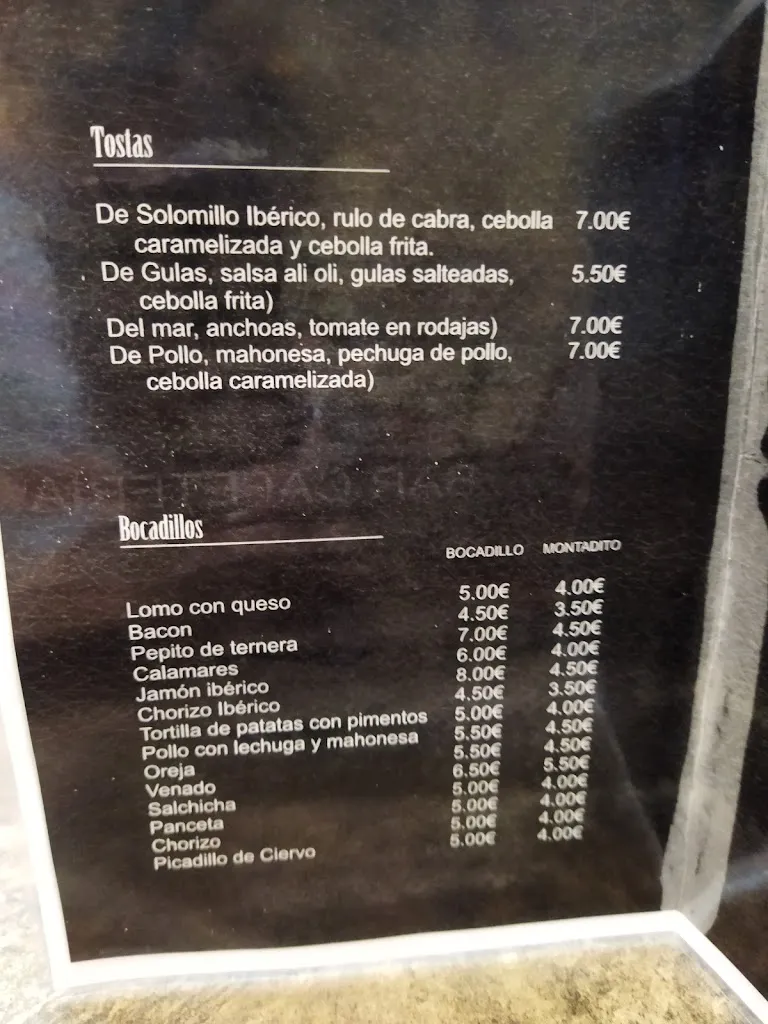 Tostas
De Solomillo Ibérico, rulo de cabra, cebolla 7.00€
caramelizada y cebolla frita.
De Gulas, salsa ali oli, gulas salteadas, 5.50€
cebolla frita)
Del mar, anchoas, tomate en rodajas) 7.00€
De Pollo, mahonesa, pechuga de pollo, 7.00€
cebolla caramelizada)
Bocadillos
BOCADILLO MONTADITO
Lomo con queso 5.00€ 4.00€
Bacon 4.50€ 3.50€
Pepito de ternera 7.00€ 4.50€
Calamares 6.00€ 4.00€
Jamón ibérico 8.00€ 4.50€
Chorizo Ibérico 4.50€ 3.50€
Tortilla de patatas con pimentos 5.00€ 4.00€
Pollo con lechuga y mahonesa 5.50€ 4.50€
Oreja 5.50€ 4.50€
Venado 6.50€ 5.50€
Salchicha 5.00€ 4.00€
Panceta 5.00€ 4.00€
Chorizo 5.00€ 4.00€
Picadillo de Ciervo 5.00€ 4.00€